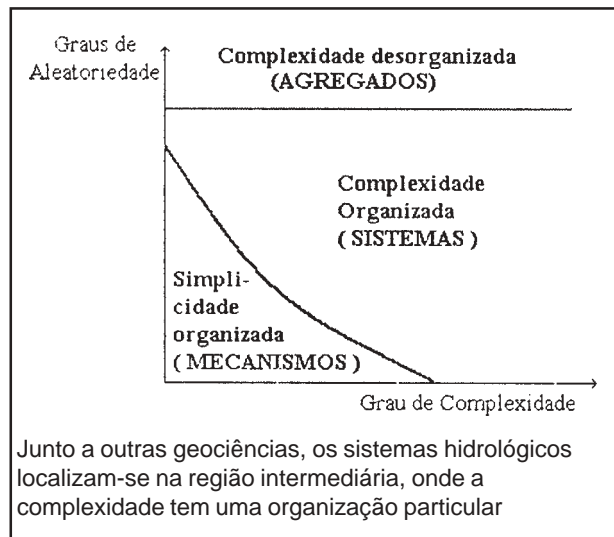 Graus de
Aleatoriedade
Complexidade desorganizada
(AGREGADOS)
Complexidade
Organizada
( SISTEMAS )
Simpli-
cidade
organizada
( MECANISMOS )
Grau de Complexidade
Junto a outras geociências, os sistemas hidrológicos
localizam-se na região intermediária, onde a
complexidade tem uma organização particular